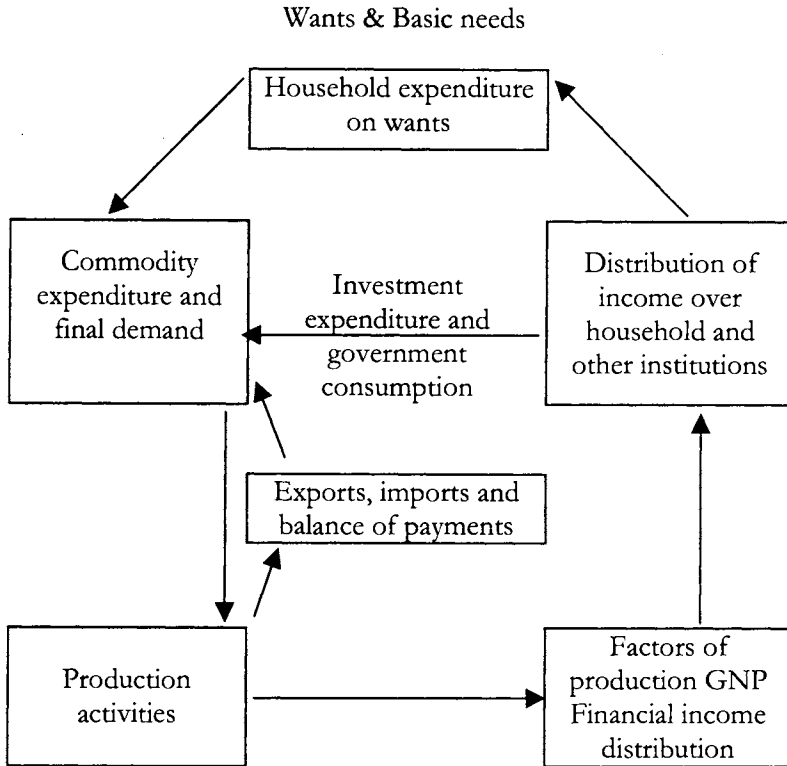 Wants & Basic needs
Household expenditure
on wants
Commodity
expenditure and
final demand
Investment
expenditure and
government
consumption
Distribution of
income over
household and
other institutions
Exports, imports and
balance of payments
Production
activities
Factors of
production GNP
Financial income
distribution